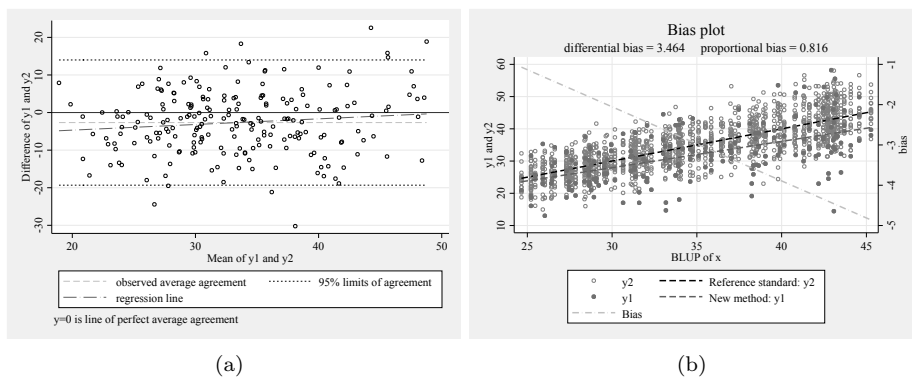 Difference of y1 and y2
20
10
0
-10
-20
-30
20 30 40 50
Mean of y1 and y2
observed average agreement
95% limits of agreement
regression line
y=0 is line of perfect average agreement
(a)
Bias plot
differential bias = 3.464 proportional bias = 0.816
y1 and y2
60
50
40
30
20
10
-1
-2
-3
-4
-5
bias
25 30 35 40 45
BLUP of x
y2
Reference standard: y2
y1
New method: y1
Bias
(b)